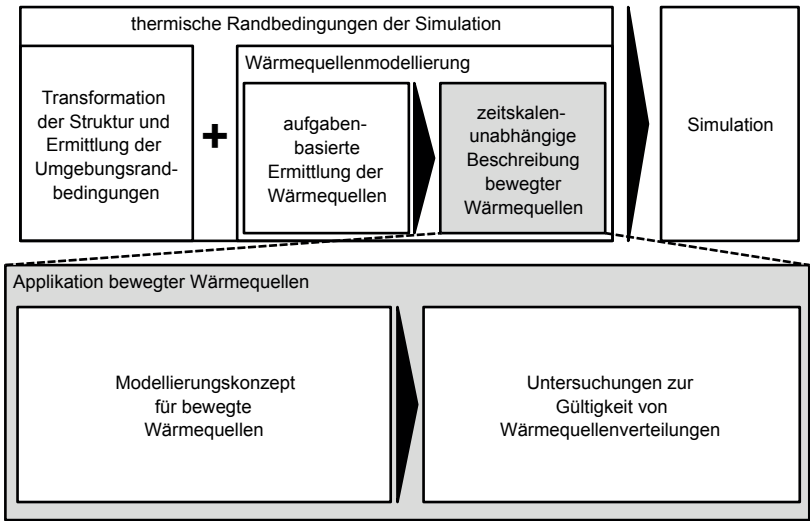 thermische Randbedingungen der Simulation
Transformation
der Struktur und
Ermittlung der
Umgebungsrand-
bedingungen
+
Wärmequellenmodellierung
aufgaben-
basierte
Ermittlung der
Wärmequellen
zeitskalen-
unabhängige
Beschreibung
bewegter
Wärmequellen
Simulation
Applikation bewegter Wärmequellen
Modellierungskonzept
für bewegte
Wärmequellen
Untersuchungen zur
Gültigkeit von
Wärmequellenverteilungen